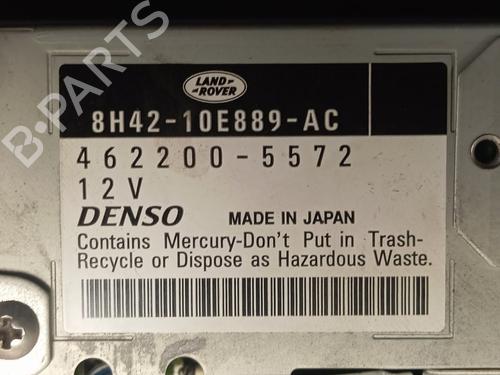 LAND-
-ROVER
8H42-10E889-AC
462200-5572
12V
DENSO MADE IN JAPAN
Contains Mercury-Don't Put in Trash-
Recycle or Dispose as Hazardous Waste.
B-PARTS